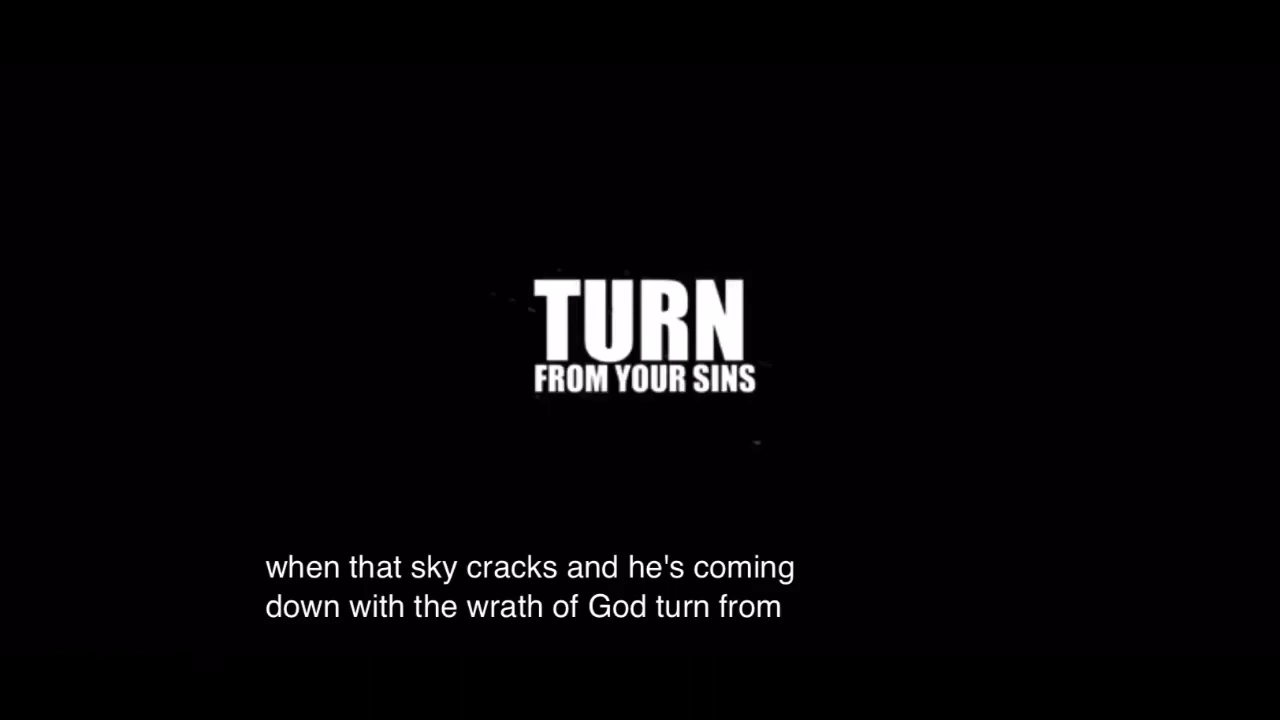 TURN
FROM YOUR SINS
when that sky cracks and he's coming
down with the wrath of God turn from